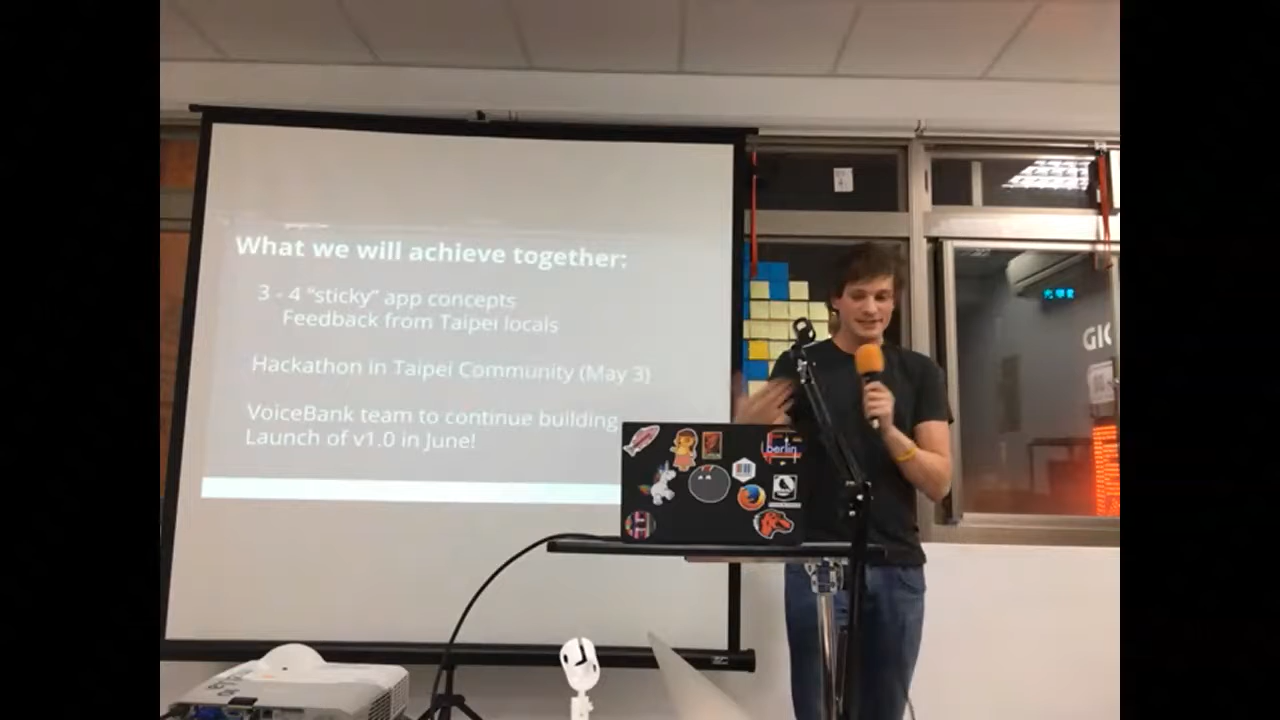 What we will achieve together:
3 - 4 "sticky" app concepts
Feedback from Taipei locals
Hackathon in Taipei Community (May 3)
VoiceBank team to continue building
Launch of v1.0 in June!
berlin
GIC